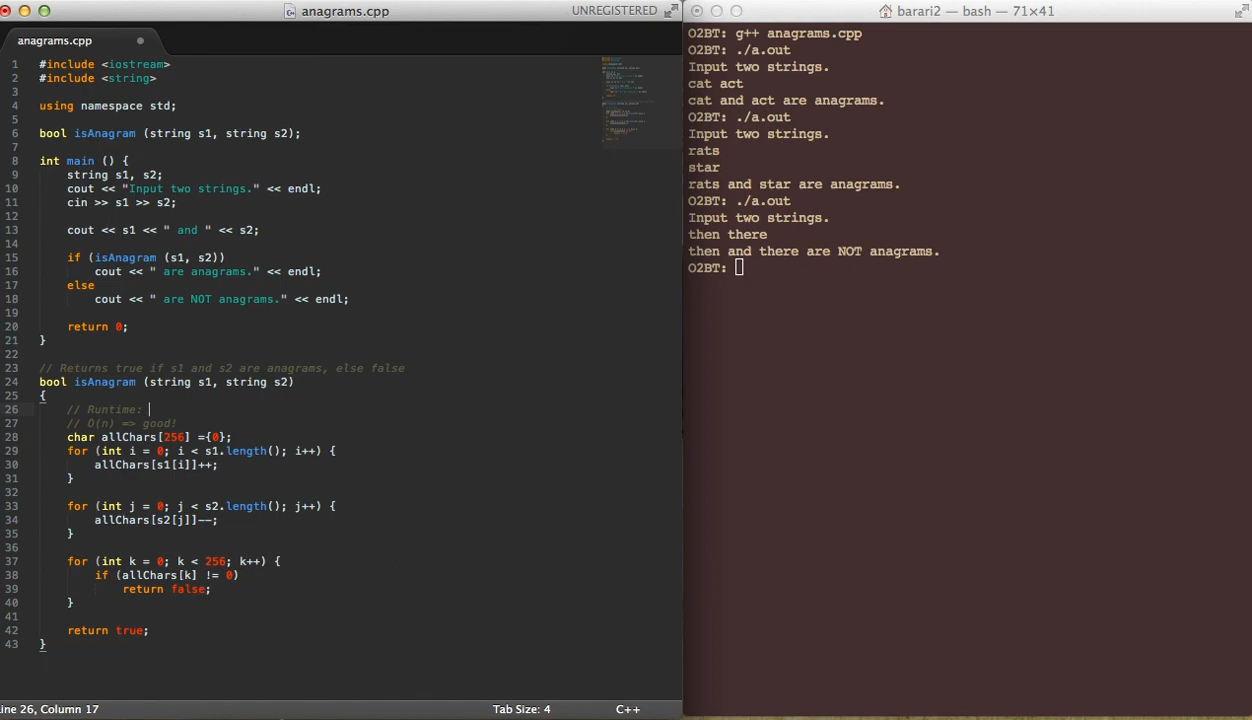 anagrams.cpp
UNREGISTERED
anagrams.cpp
1 #include <iostream>
2 #include <string>
3
4 using namespace std;
5
6 bool isAnagram (string s1, string s2);
7
8 int main () {
9 string s1, s2;
10 cout << "Input two strings." << endl;
11 cin >> s1 >> s2;
12
13 cout << s1 << " and " << s2;
14
15 if (isAnagram (s1, s2))
16 cout << " are anagrams." << endl;
17 else
18 cout << " are NOT anagrams." << endl;
19
20 return 0;
21 }
22
23 // Returns true if s1 and s2 are anagrams, else false
24 bool isAnagram (string s1, string s2)
25 {
26 // Runtime:
27 // O(n) => good!
28 char allChars[256] ={0};
29 for (int i = 0; i < s1.length(); i++) {
30 allChars[s1[i]]++;
31 }
32
33 for (int j = 0; j < s2.length(); j++) {
34 allChars[s2[j]]--;
35 }
36
37 for (int k = 0; k < 256; k++) {
38 if (allChars[k] != 0)
39 return false;
40 }
41
42 return true;
43 }
ine 26, Column 17
Tab Size: 4
C++
barari2 — bash — 71×41
O2BT: g++ anagrams.cpp
O2BT: ./a.out
Input two strings.
cat act
cat and act are anagrams.
O2BT: ./a.out
Input two strings.
rats
star
rats and star are anagrams.
O2BT: ./a.out
Input two strings.
then there
then and there are NOT anagrams.
O2BT: